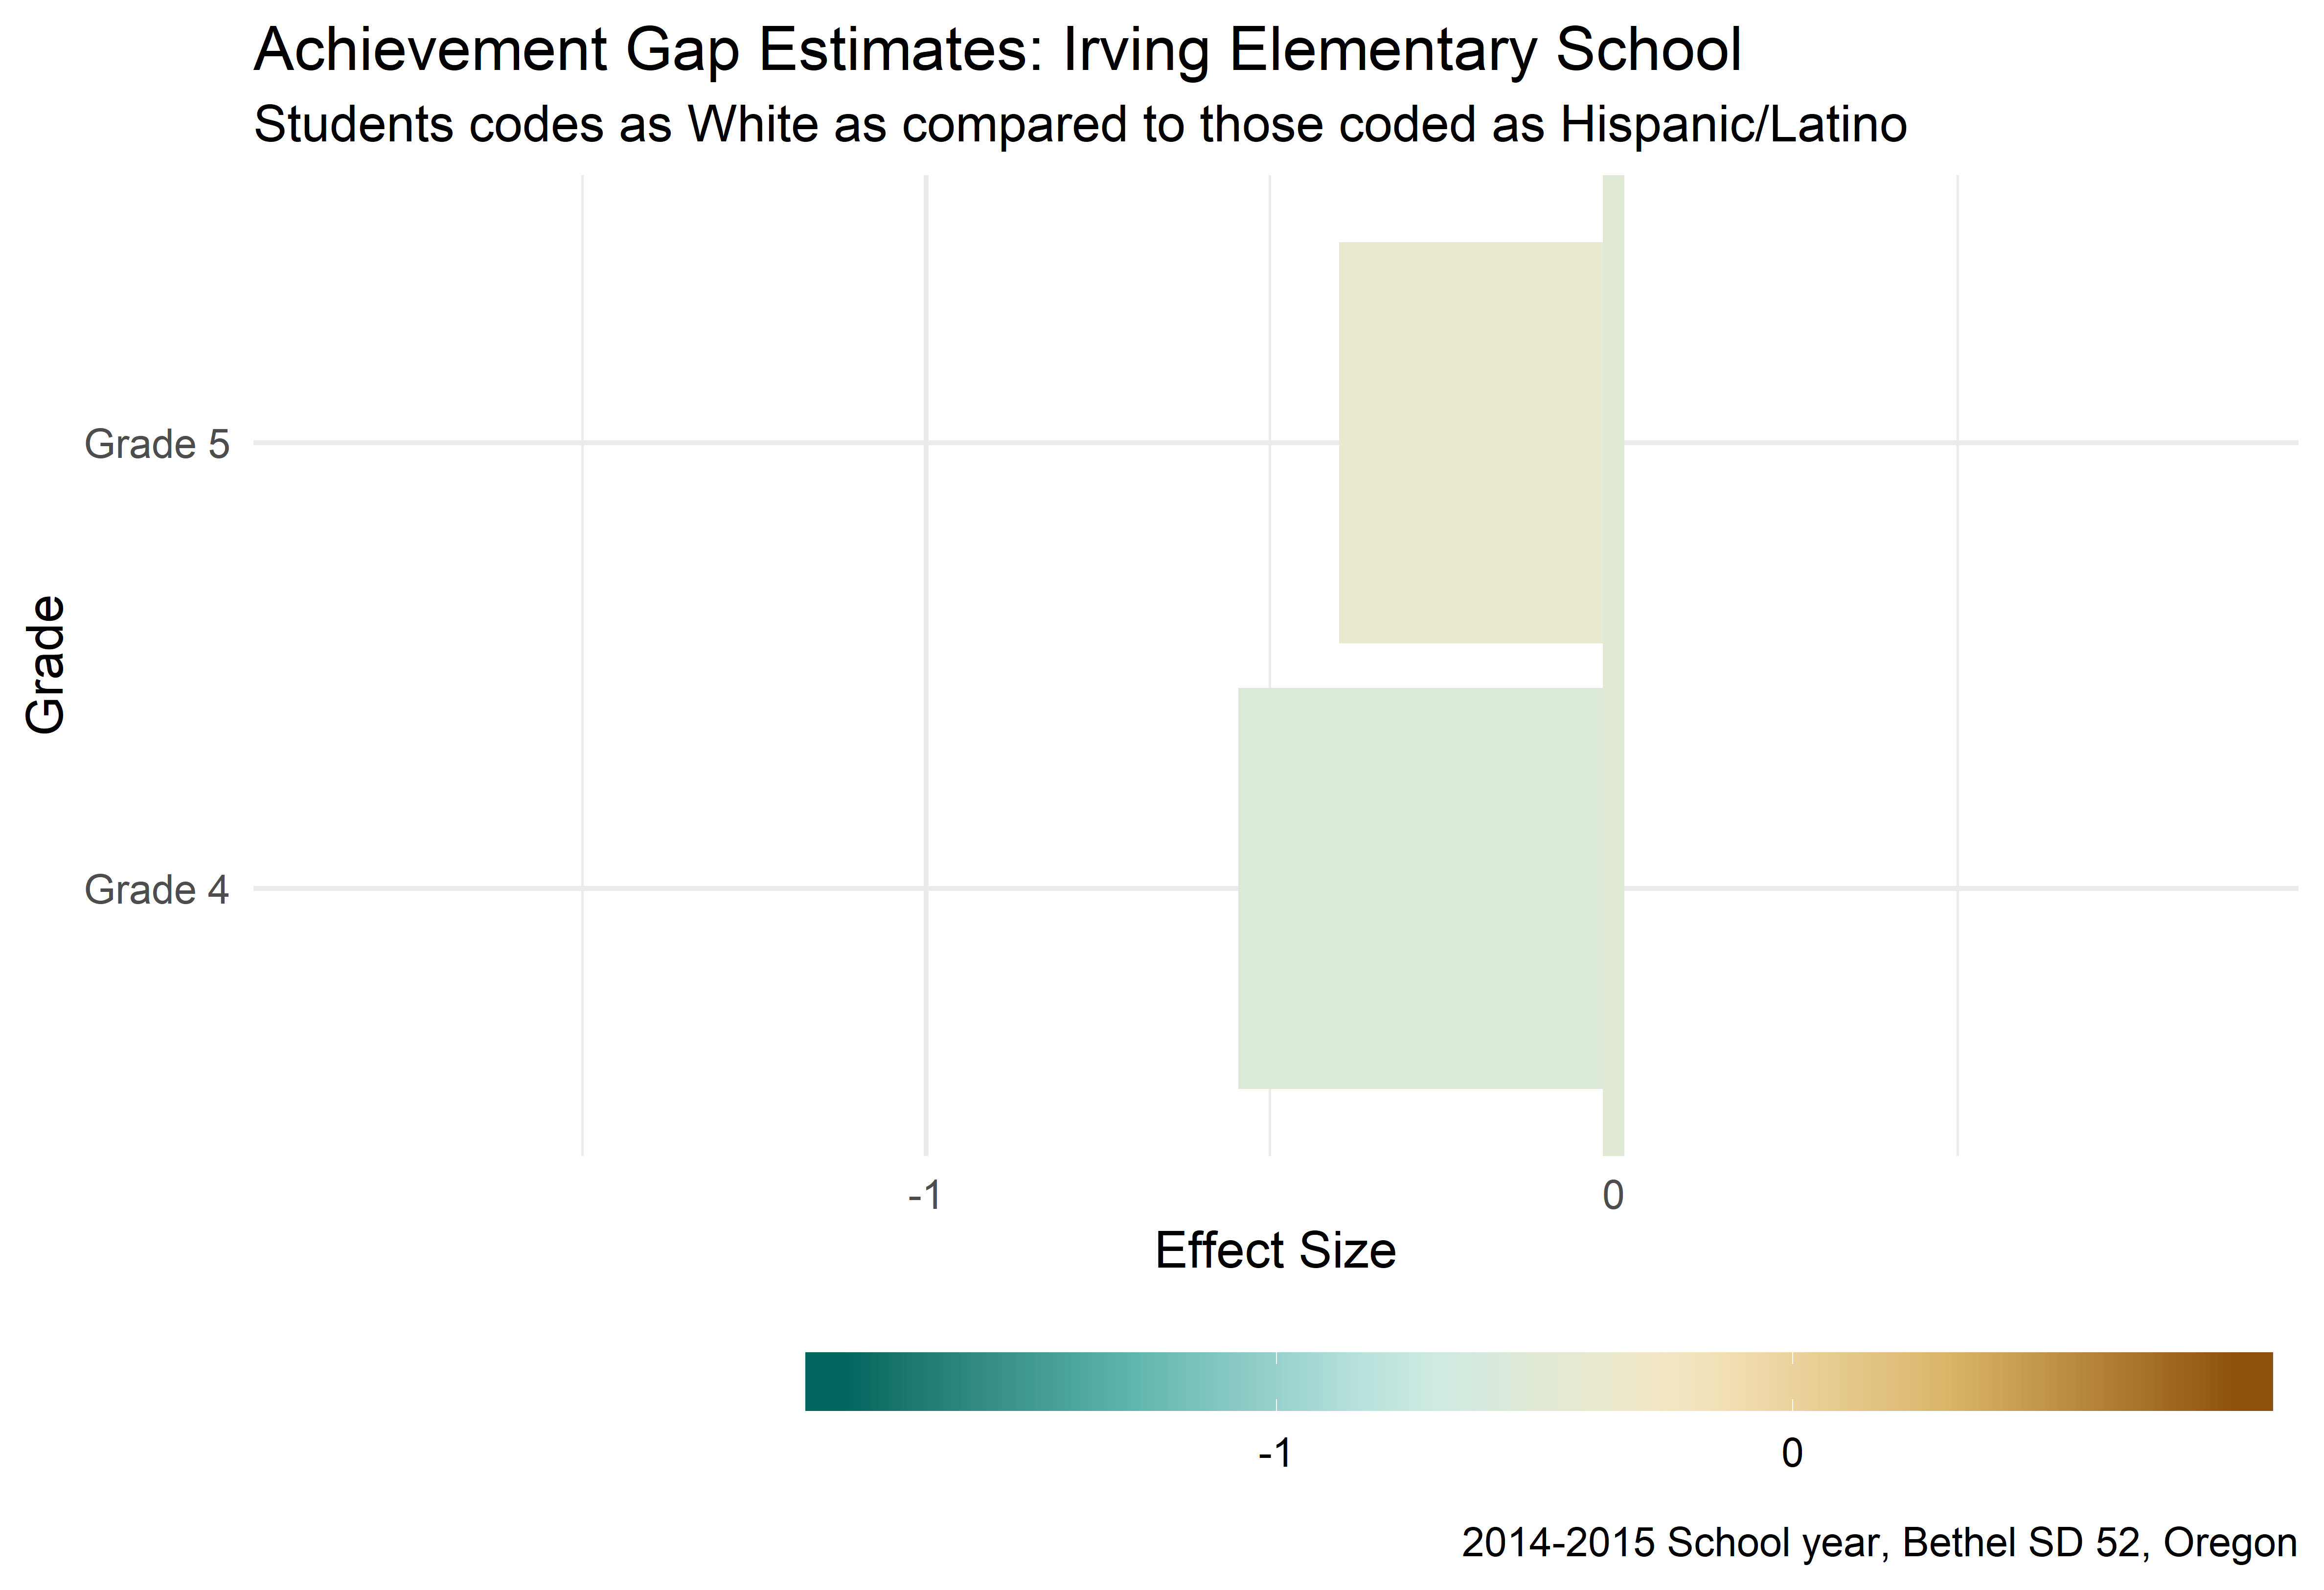 Achievement Gap Estimates: Irving Elementary School
Students codes as White as compared to those coded as Hispanic/Latino
Grade
Grade 5
Grade 4
-1 0
Effect Size
-1 0
2014-2015 School year, Bethel SD 52, Oregon